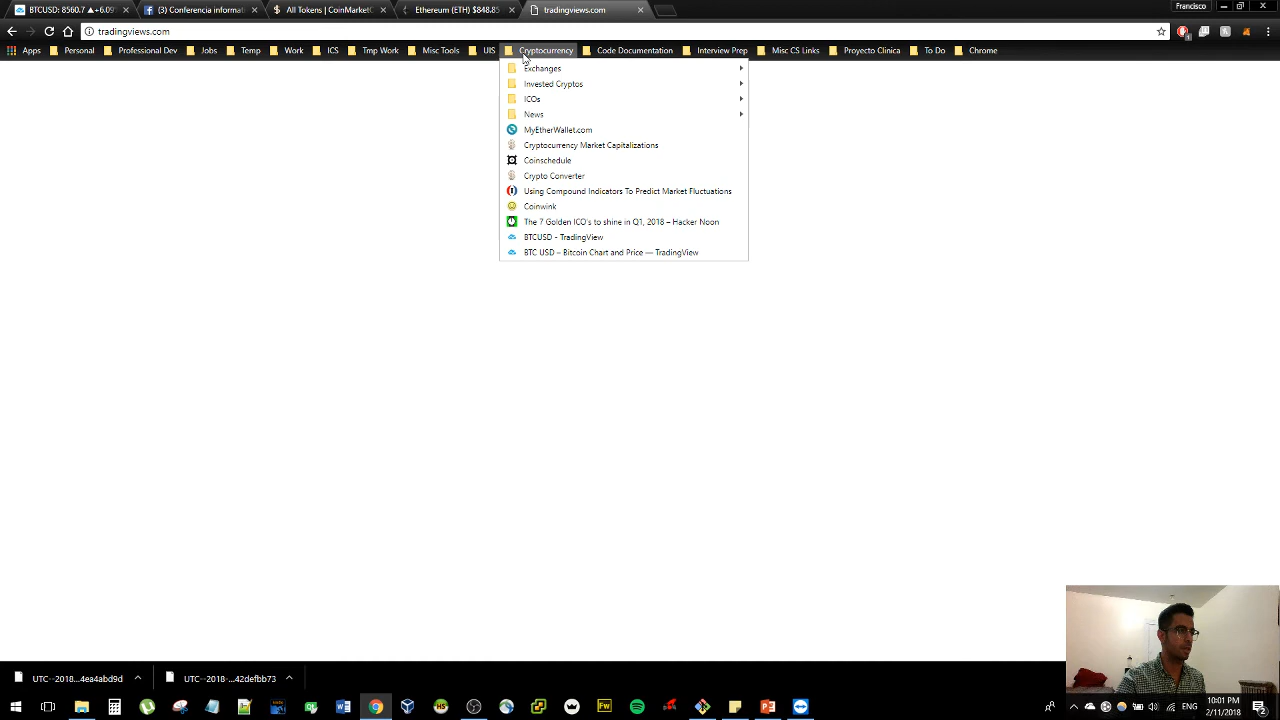 BTCUSD: 8560.7 ▲+6.09
(3) Conferencia informat
All Tokens | CoinMarketC
Ethereum (ETH) $848.85
tradingviews.com
Francisco
tradingviews.com
Apps
Personal
Professional Dev
Jobs
Temp
Work
ICS
Tmp Work
Misc Tools
UIS
Cryptocurrency
Code Documentation
Interview Prep
Misc CS Links
Proyecto Clinica
To Do
Chrome
Exchanges
Invested Cryptos
ICOs
News
MyEtherWallet.com
Cryptocurrency Market Capitalizations
Coinschedule
Crypto Converter
Using Compound Indicators To Predict Market Fluctuations
Coinwink
The 7 Golden ICO's to shine in Q1, 2018 – Hacker Noon
BTCUSD - TradingView
BTC USD – Bitcoin Chart and Price — TradingView
UTC--2018....4ea4abd9d
UTC--2018-...42defbb73
ENG
10:01 PM
2/11/2018